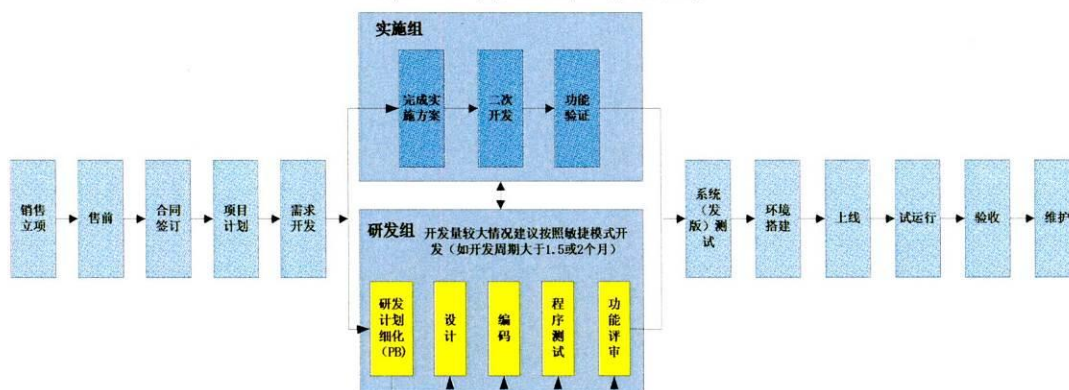 实施组
完成实
施方案
二次
开发
功能
验证
销售
立项
售前
合同
签订
项目
计划
需求
开发
研发组
开发量较大情况建议按照敏捷模式开
发（如开发周期大于1.5或2个月）
研发
计划
细化
（PB)
设
计
编
码
程
序
测
试
功
能
评
审
系统
（发
版）测
试
环境
搭建
上线
试运行
验收
维护